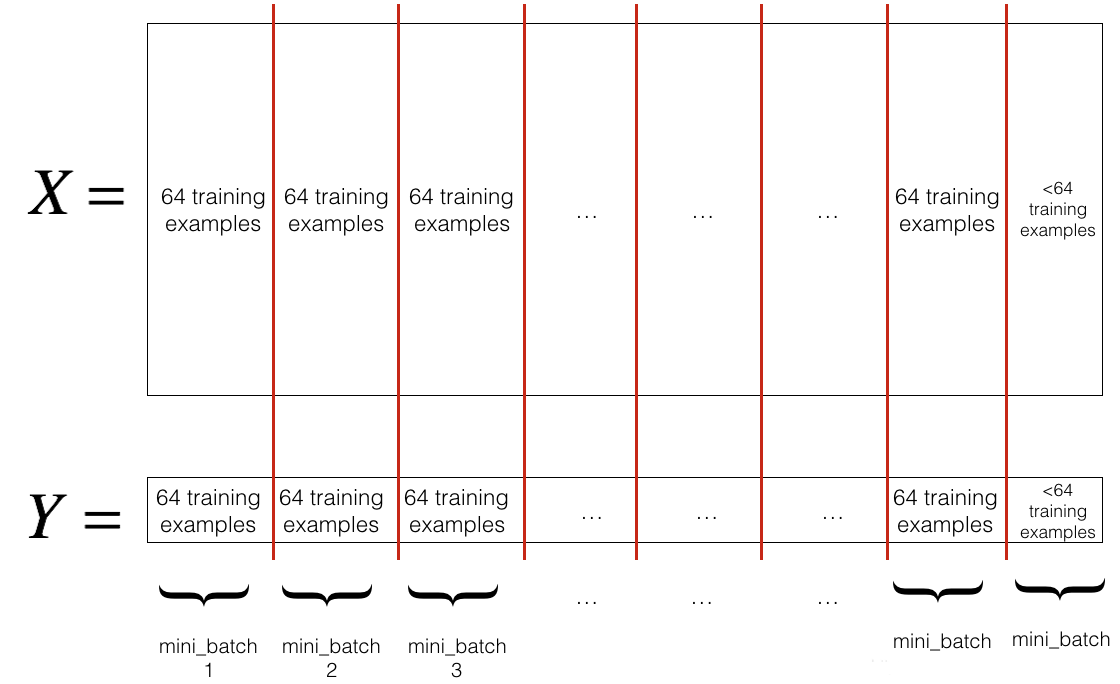 X =
64 training
examples
64 training
examples
64 training
examples
...
...
...
64 training
examples
<64
training
examples
Y =
64 training
examples
64 training
examples
64 training
examples
...
...
...
64 training
examples
<64
training
examples
mini_batch
1
mini_batch
2
mini_batch
3
...
...
...
mini_batch
mini_batch